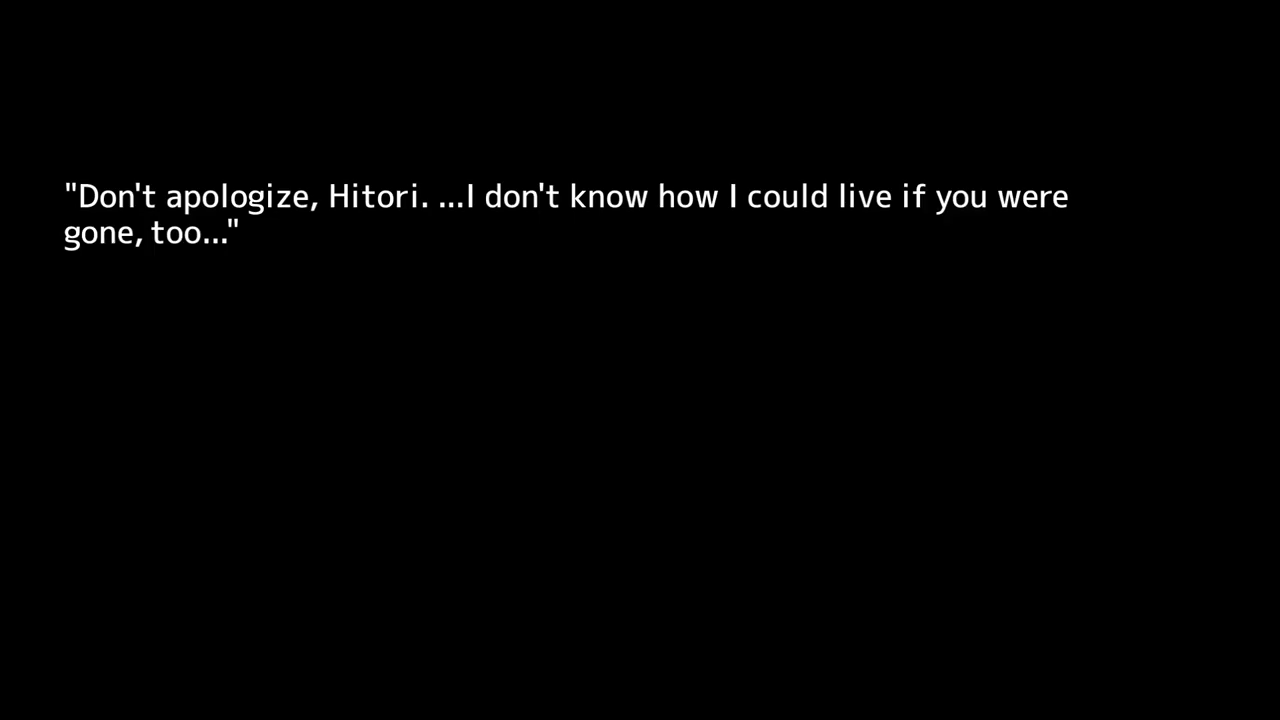 "Don't apologize, Hitori. ...I don't know how I could live if you were
gone, too..."